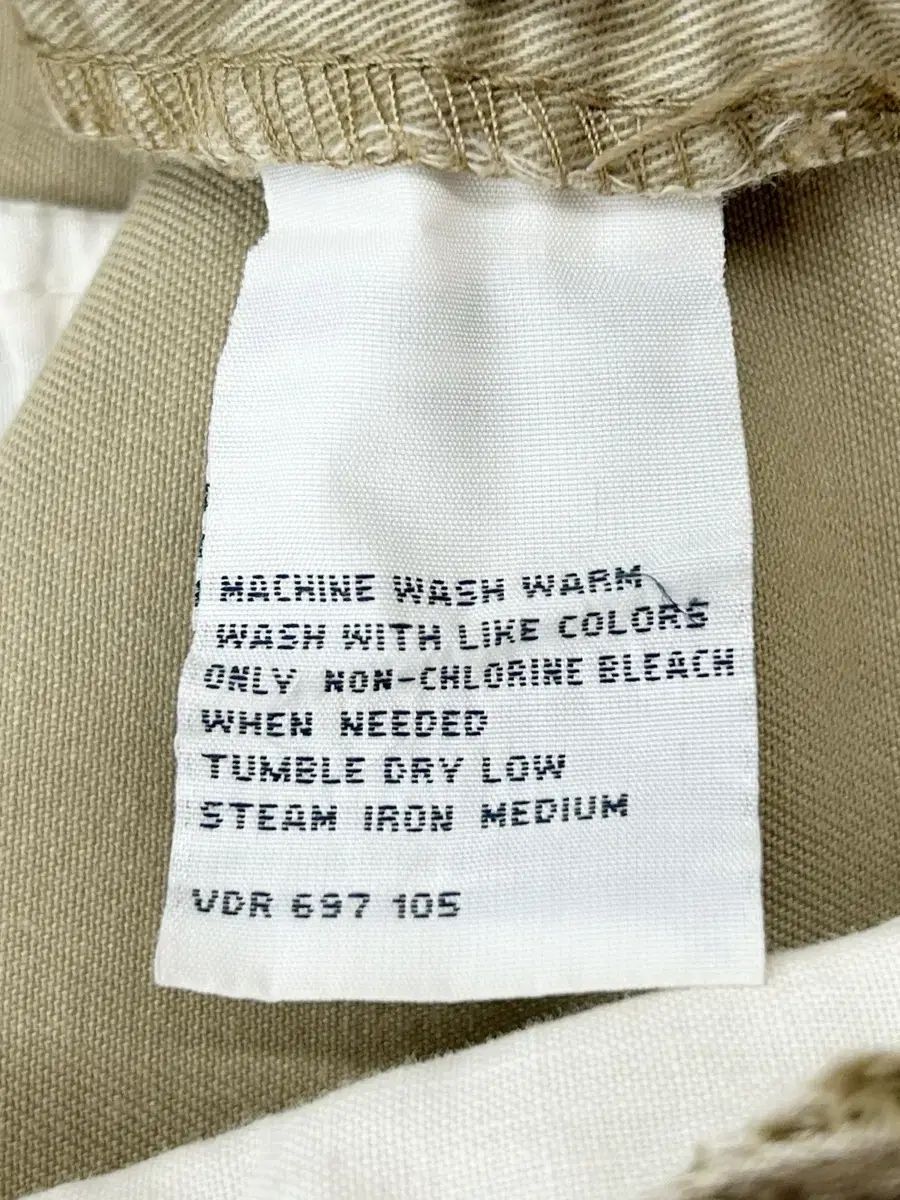 MACHINE WASH WARM
WASH WITH LIKE COLORS
ONLY NON-CHLORINE BLEACH
WHEN NEEDED
TUMBLE DRY LOW
STEAM IRON MEDIUM
VDR 697 105